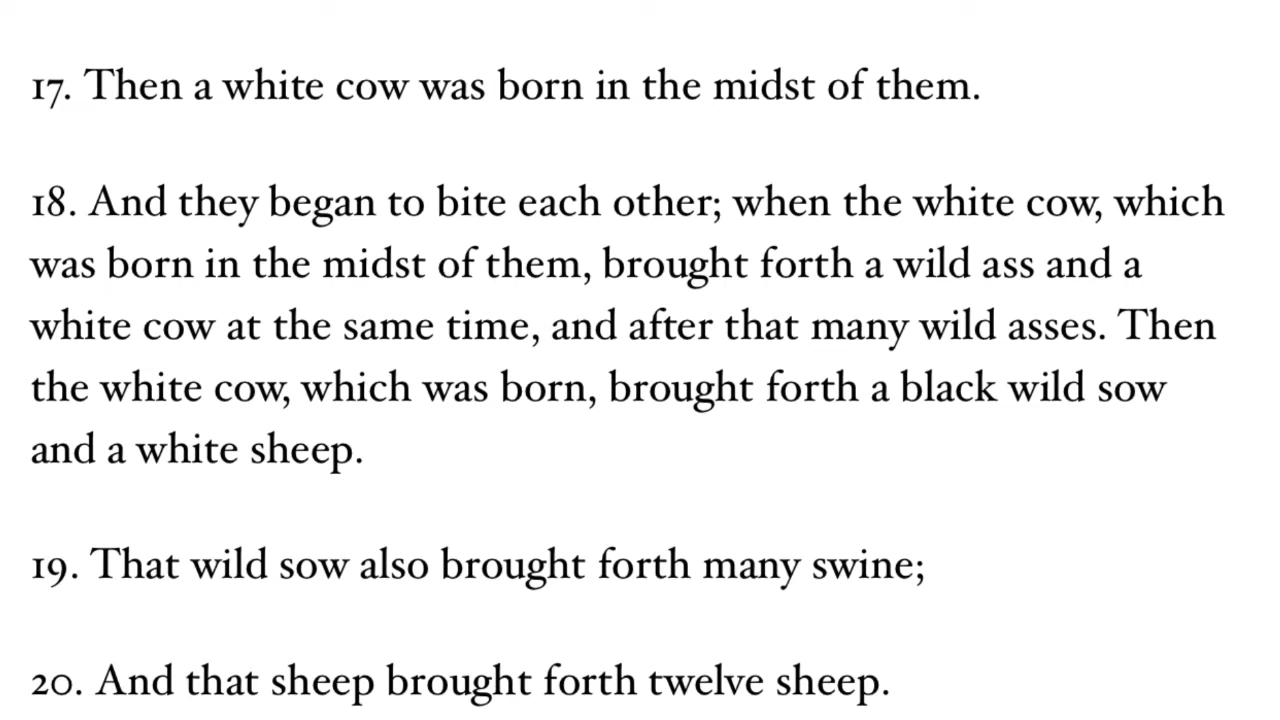 17. Then a white cow was born in the midst of them.
18. And they began to bite each other; when the white cow, which
was born in the midst of them, brought forth a wild ass and a
white cow at the same time, and after that many wild asses. Then
the white cow, which was born, brought forth a black wild sow
and a white sheep.
19. That wild sow also brought forth many swine;
20. And that sheep brought forth twelve sheep.